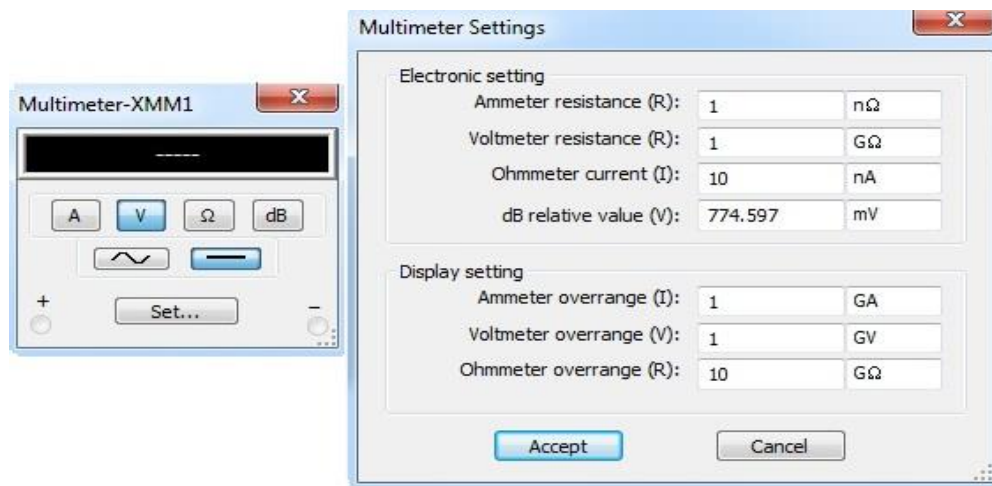 Multimeter-XMM1
-----
A V Ω dB
+ Set... -
Multimeter Settings
Electronic setting
Ammeter resistance (R): 1 nΩ
Voltmeter resistance (R): 1 GΩ
Ohmmeter current (I): 10 nA
dB relative value (V): 774.597 mV
Display setting
Ammeter overrange (I): 1 GA
Voltmeter overrange (V): 1 GV
Ohmmeter overrange (R): 10 GΩ
Accept Cancel